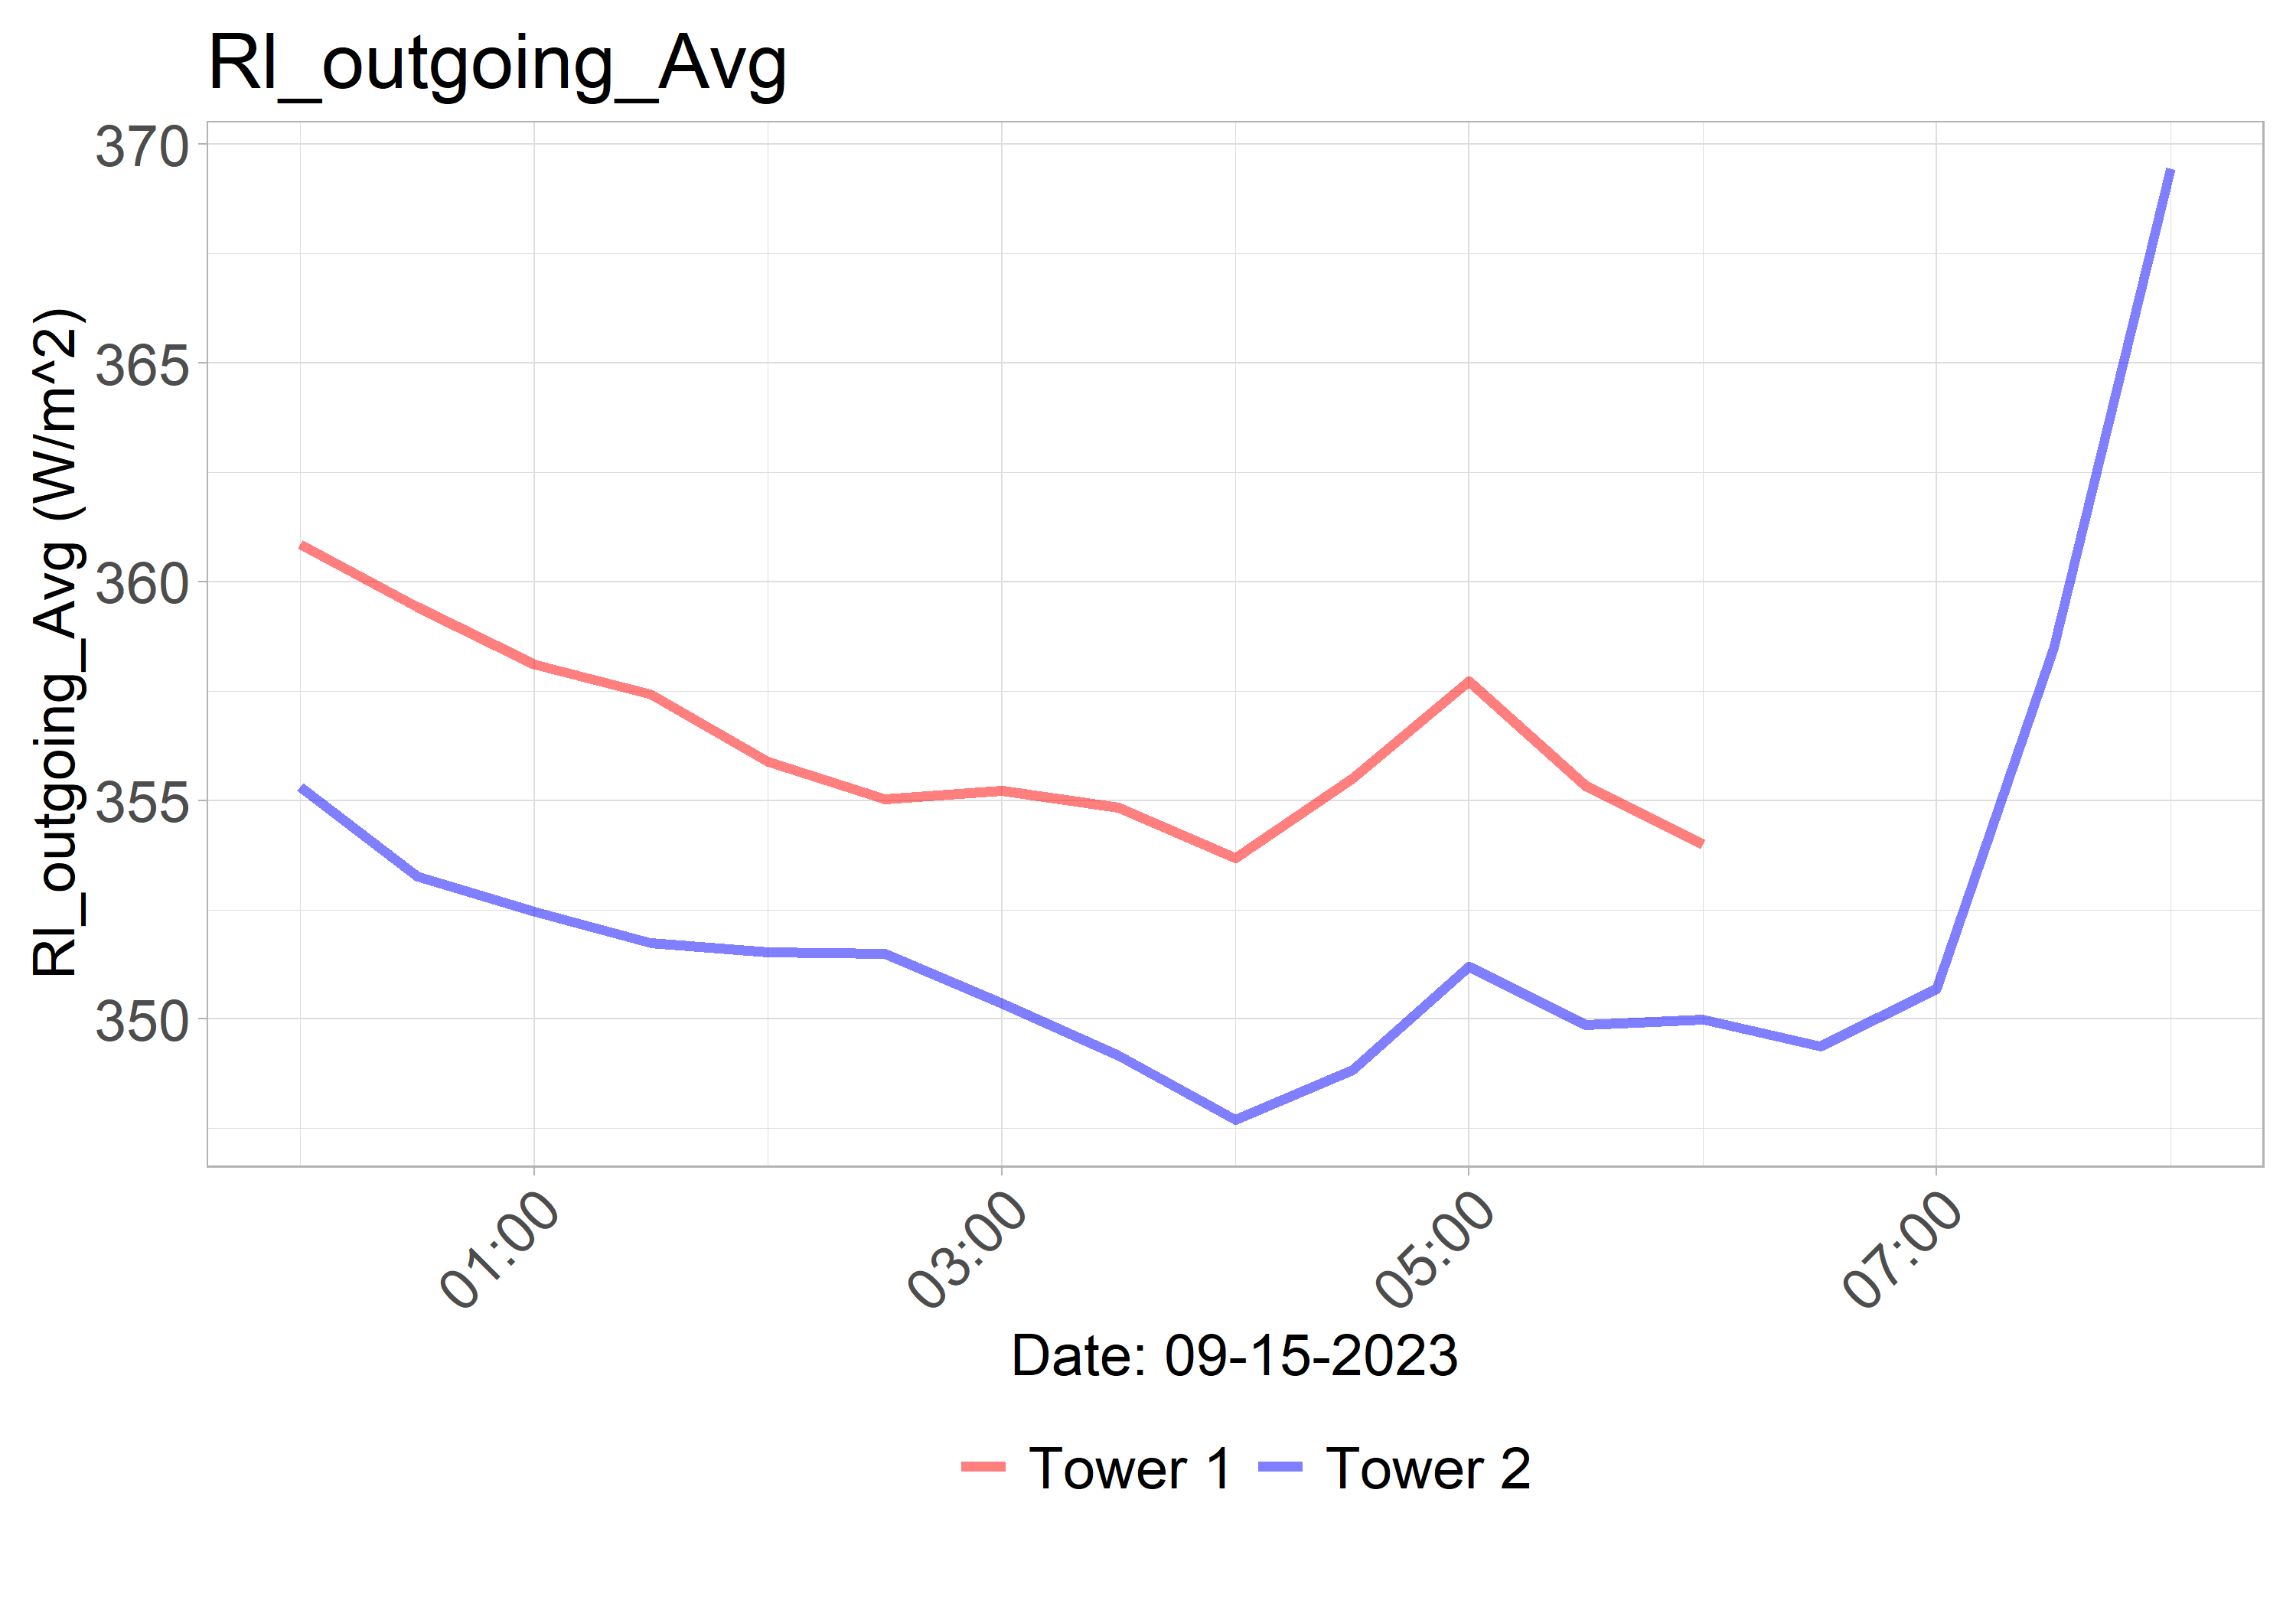 Rl_outgoing_Avg
Rl_outgoing_Avg (W/m^2)
370
365
360
355
350
01:00
03:00
05:00
07:00
Date: 09-15-2023
Tower 1
Tower 2